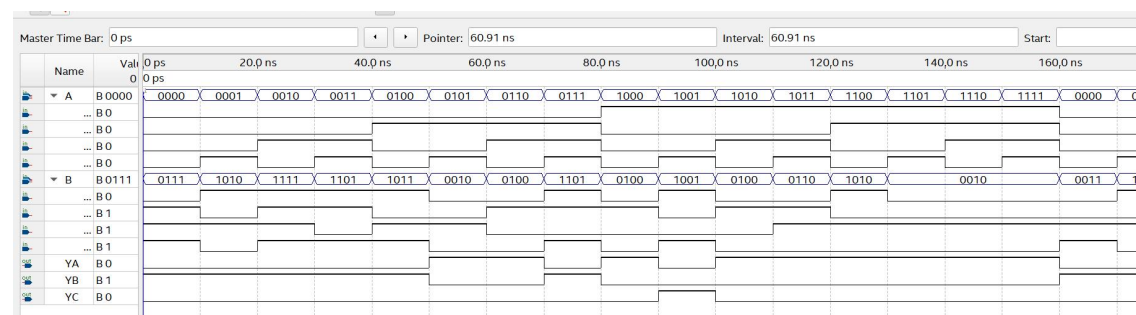 Master Time Bar: 0 ps Pointer: 60.91 ns Interval: 60.91 ns Start:
Name Valu 0 ps 20.0 ns 40.0 ns 60.0 ns 80.0 ns 100.0 ns 120.0 ns 140.0 ns 160.0 ns
0 0 ps
A B 0000 0000 0001 0010 0011 0100 0101 0110 0111 1000 1001 1010 1011 1100 1101 1110 1111 0000
... B 0
... B 0
... B 0
... B 0
B B 0111 0111 1010 1111 1101 1011 0010 0100 1101 0100 1001 0100 0110 1010 0010 0011
... B 0
... B 1
... B 1
... B 1
YA B 0
YB B 1
YC B 0